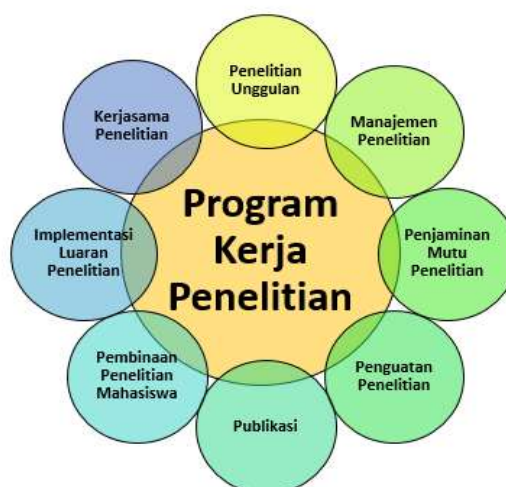 Program
Kerja
Penelitian
Penelitian
Unggulan
Manajemen
Penelitian
Penjaminan
Mutu
Penelitian
Penguatan
Penelitian
Publikasi
Pembinaan
Penelitian
Mahasiswa
Implementasi
Luaran
Penelitian
Kerjasama
Penelitian